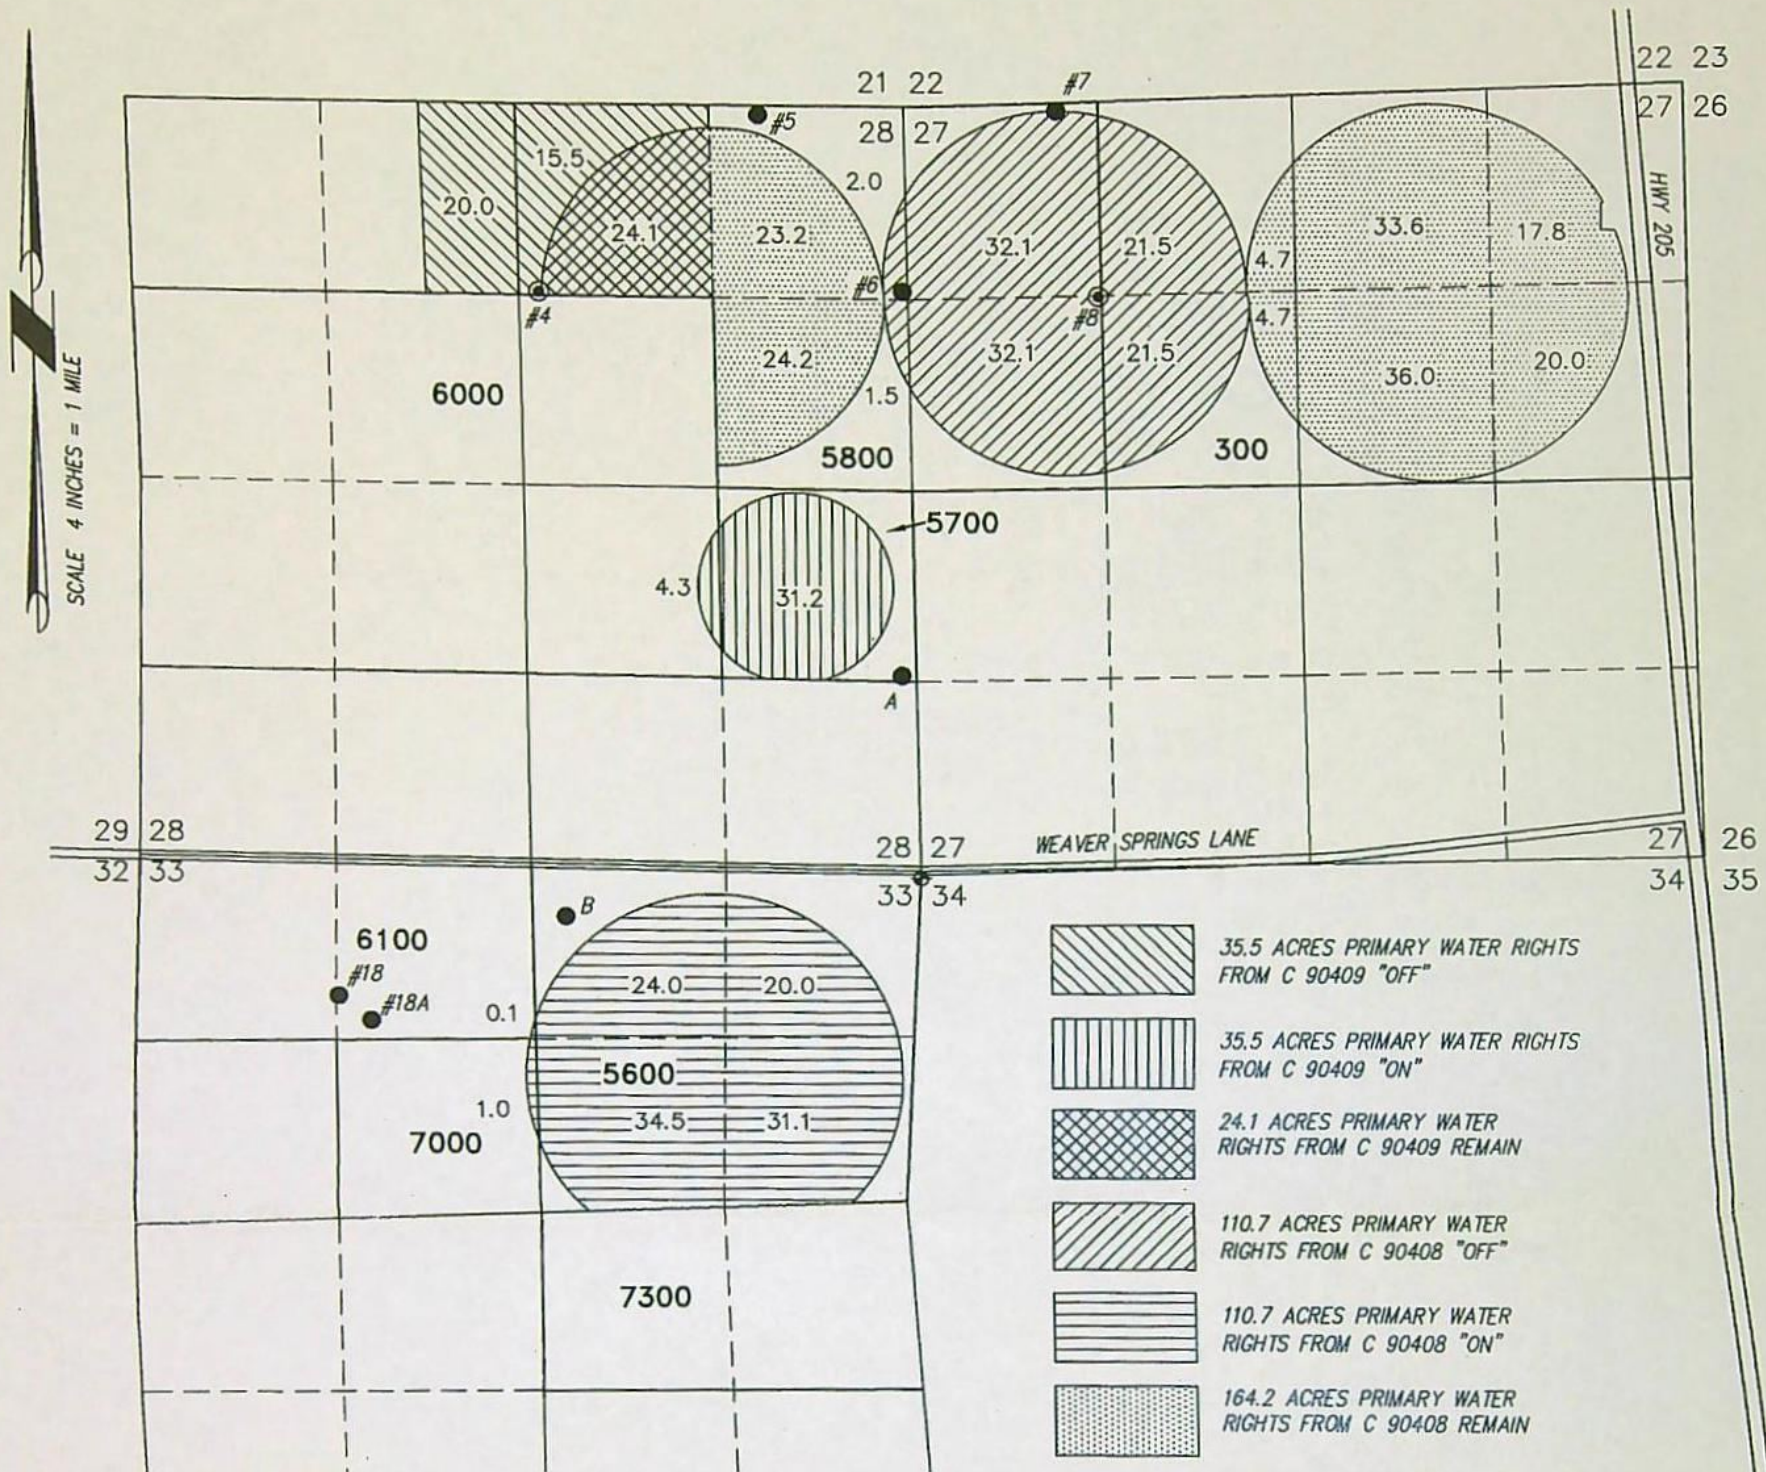 22 23
21 22
#7
27 26
#5
28 27
HWY 205
15.5
2.0
20.0
24.1
23.2
32.1
21.5
4.7
33.6
17.8
#6
#4
#8
4.7
SCALE 4 INCHES = 1 MILE
24.2
32.1
21.5
36.0
20.0
6000
1.5
5800
300
5700
4.3
31.2
A
29 28
28 27
WEAVER SPRINGS LANE
27 26
32 33
33 34
34 35
B
6100
#18
#18A
0.1
24.0
20.0
5600
1.0
34.5
31.1
7000
7300
35.5 ACRES PRIMARY WATER RIGHTS
FROM C 90409 "OFF"
35.5 ACRES PRIMARY WATER RIGHTS
FROM C 90409 "ON"
24.1 ACRES PRIMARY WATER
RIGHTS FROM C 90409 REMAIN
110.7 ACRES PRIMARY WATER
RIGHTS FROM C 90408 "OFF"
110.7 ACRES PRIMARY WATER
RIGHTS FROM C 90408 "ON"
164.2 ACRES PRIMARY WATER
RIGHTS FROM C 90408 REMAIN